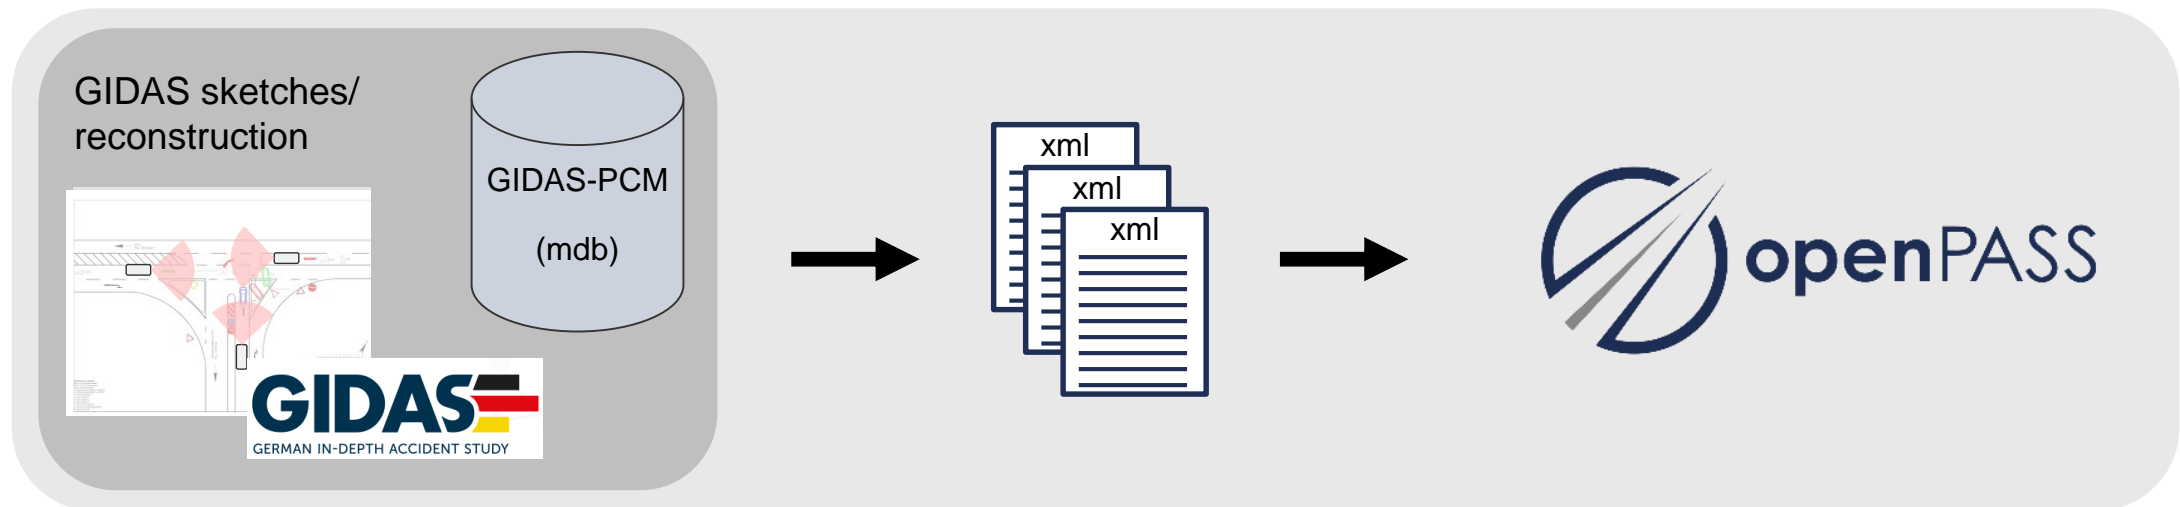 GIDAS sketches/
reconstruction
GIDAS-PCM
(mdb)
GIDAS
GERMAN IN-DEPTH ACCIDENT STUDY
xml
xml
xml
openPASS